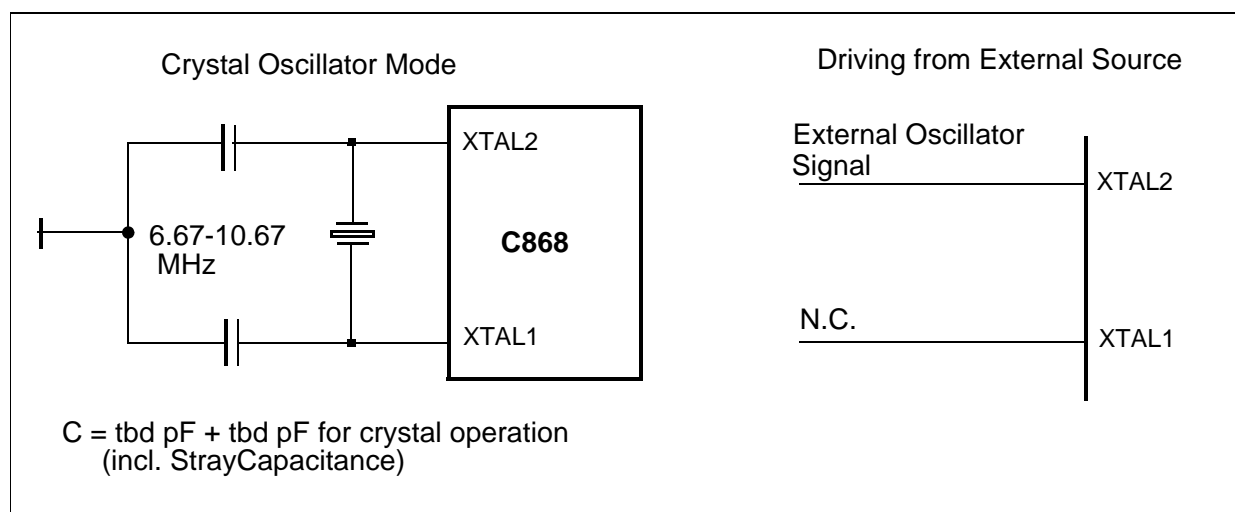 Crystal Oscillator Mode
XTAL2
6.67-10.67
MHz
C868
XTAL1
C = tbd pF + tbd pF for crystal operation
(incl. StrayCapacitance)
Driving from External Source
External Oscillator
Signal
XTAL2
N.C.
XTAL1